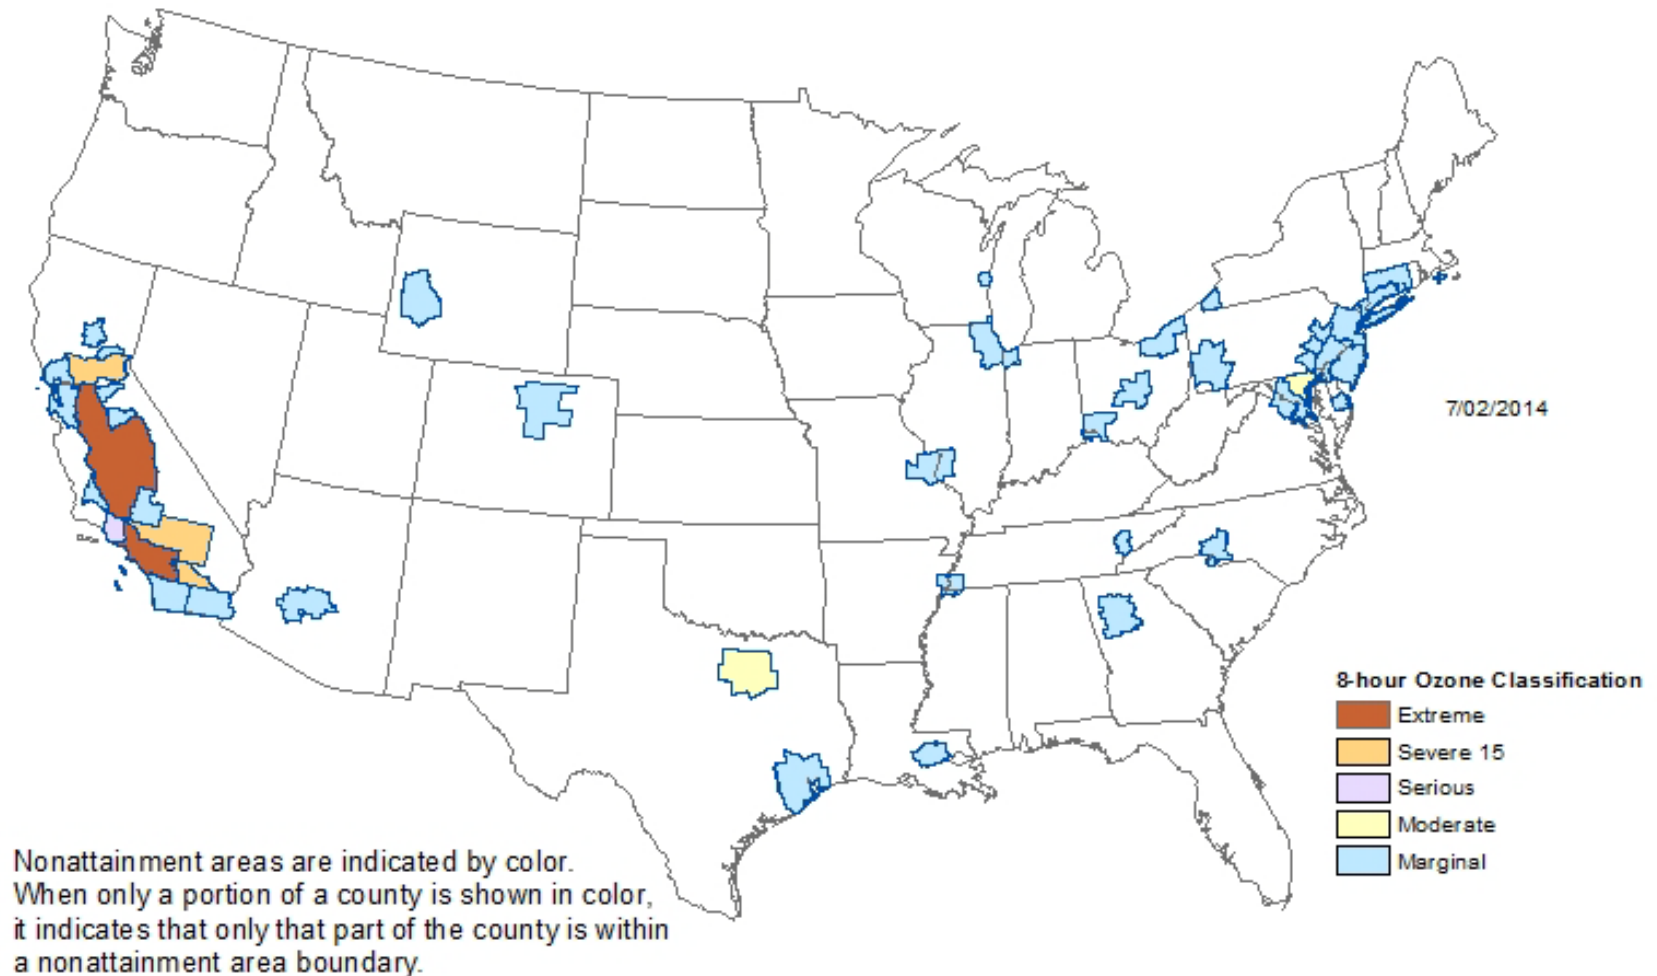 7/02/2014
8-hour Ozone Classification
Extreme
Severe 15
Serious
Moderate
Marginal
Nonattainment areas are indicated by color.
When only a portion of a county is shown in color,
it indicates that only that part of the county is within
a nonattainment area boundary.